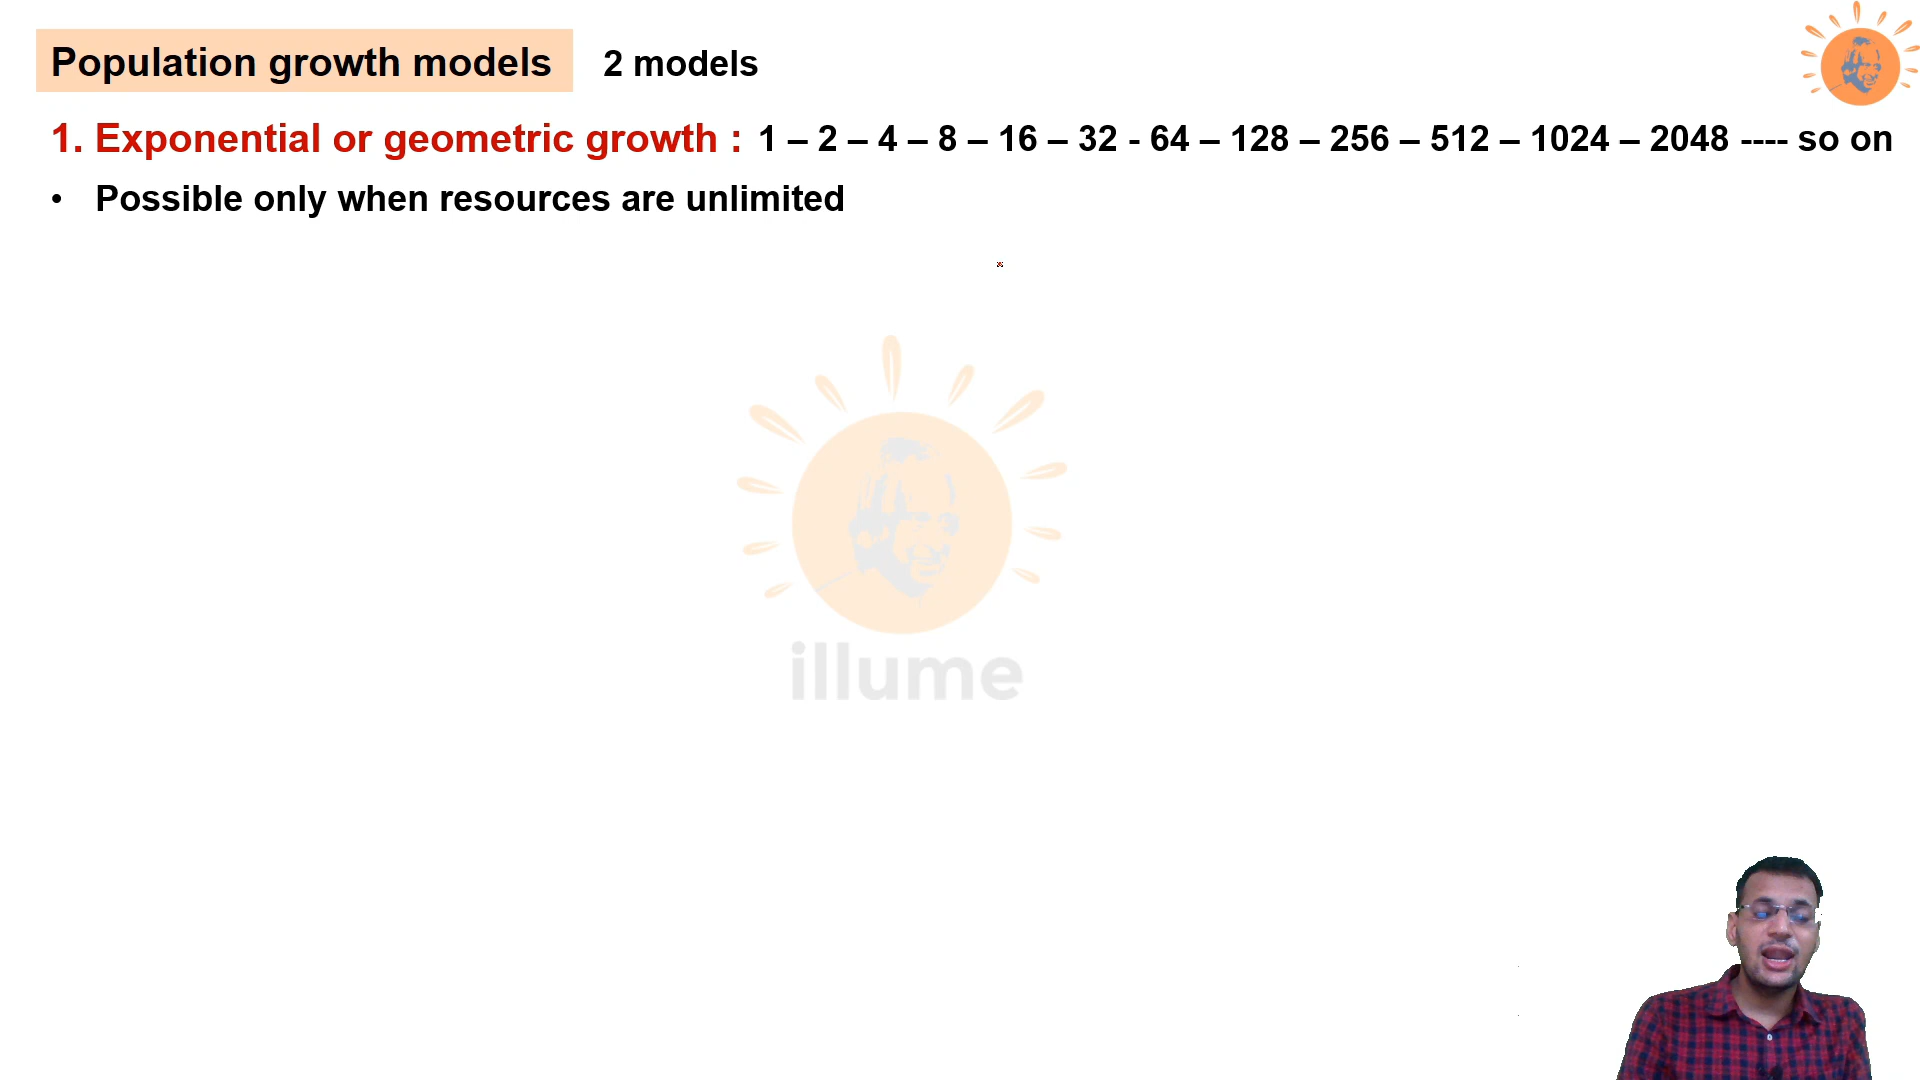 Population growth models 2 models
1. Exponential or geometric growth : 1 – 2 – 4 – 8 – 16 – 32 - 64 – 128 – 256 – 512 – 1024 – 2048 ---- so on
• Possible only when resources are unlimited
illume